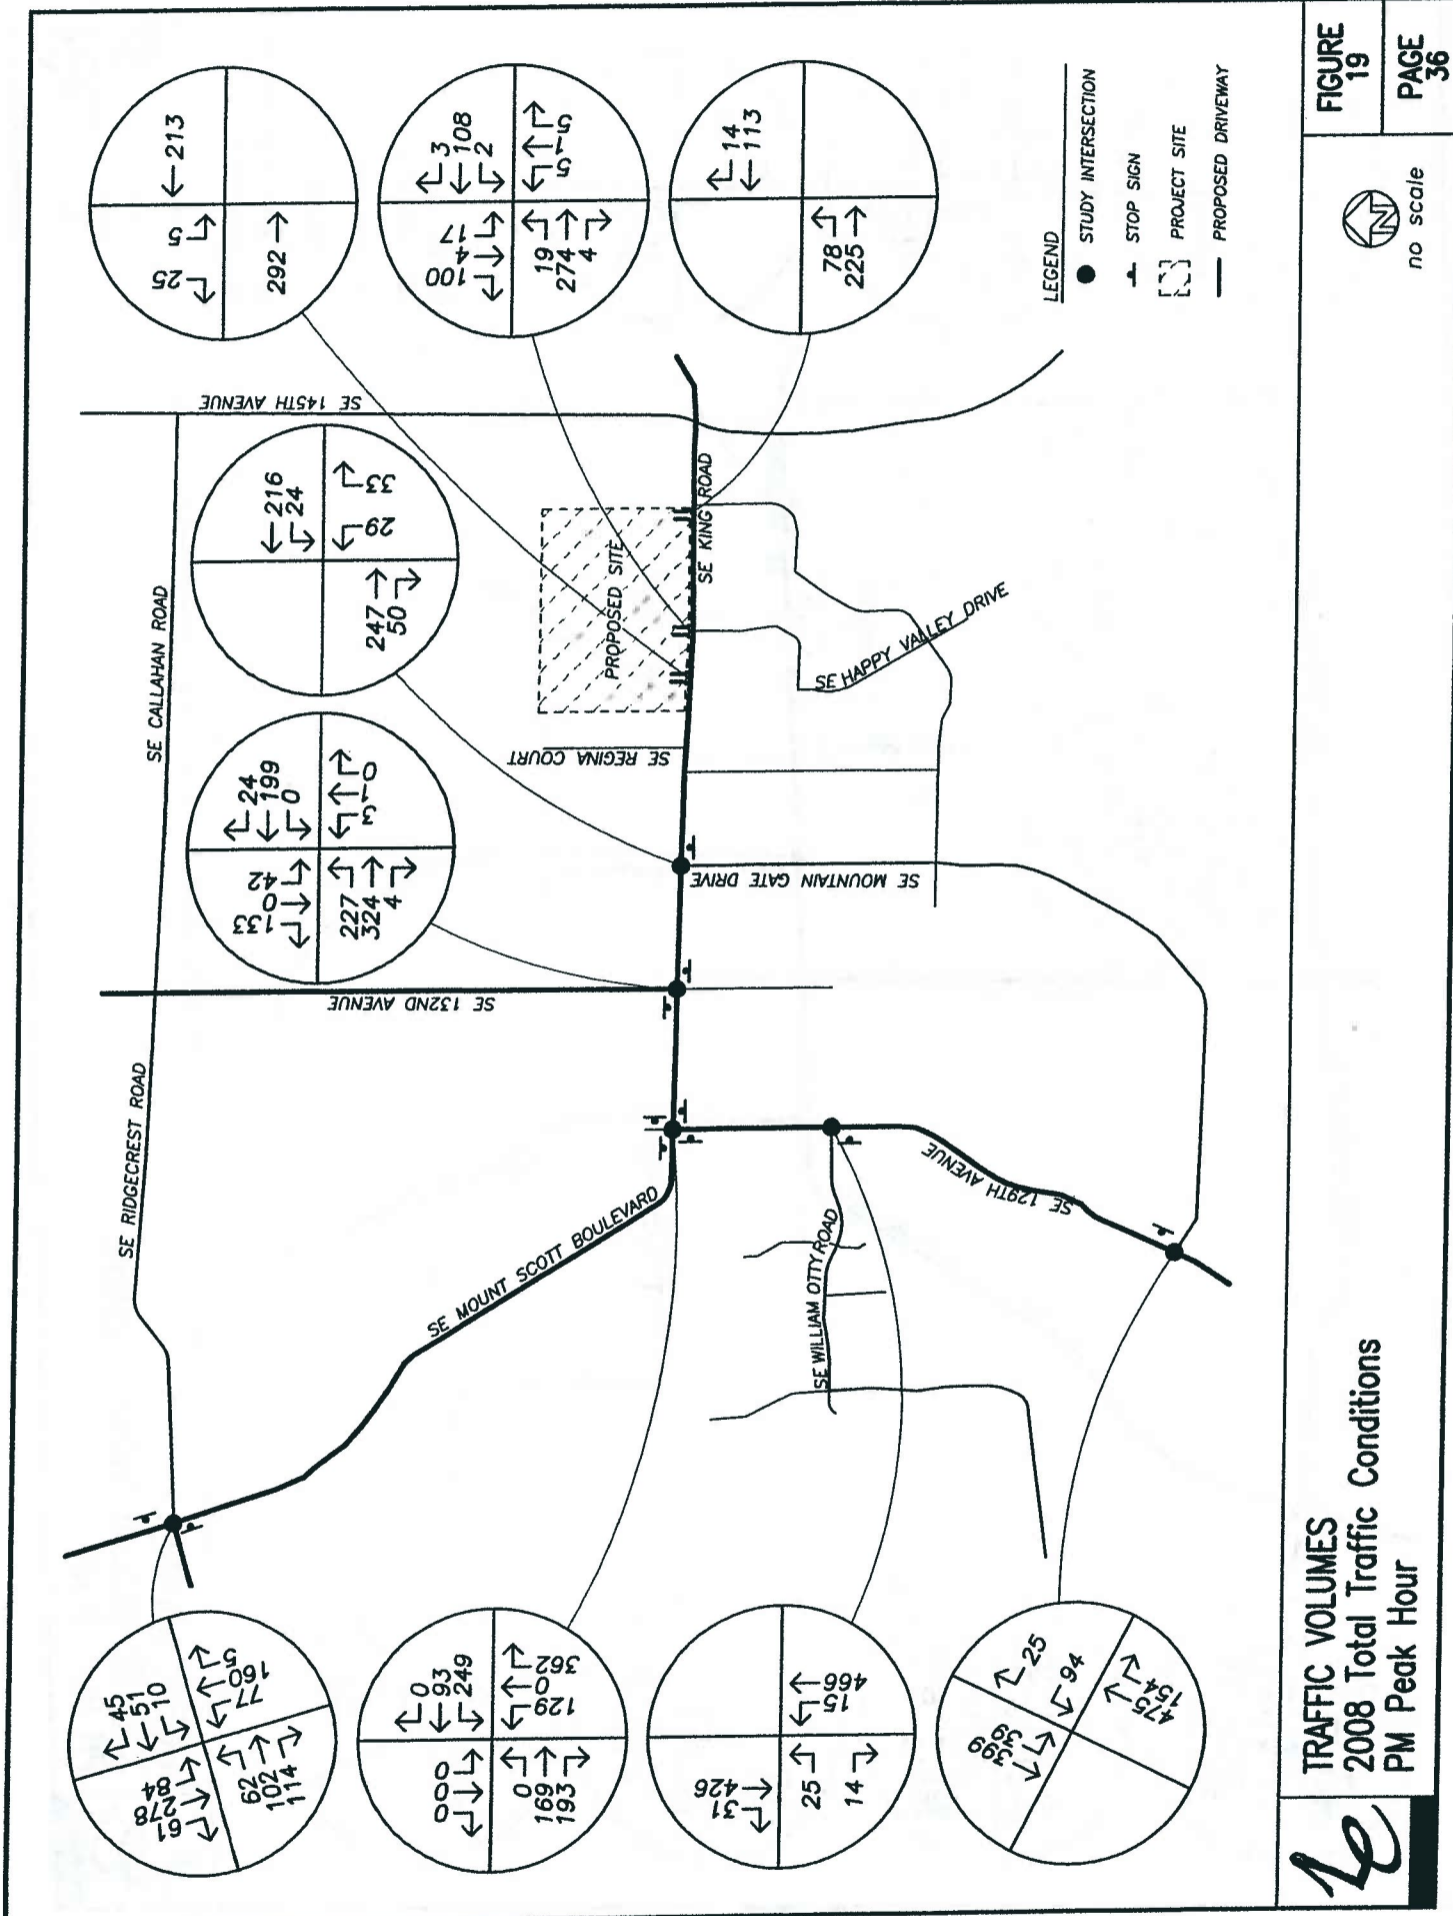 FIGURE
19
PAGE
36
no scale
TRAFFIC VOLUMES
2008 Total Traffic Conditions
PM Peak Hour
LEGEND
STUDY INTERSECTION
STOP SIGN
PROJECT SITE
PROPOSED DRIVEWAY
N
SE RIDGECREST ROAD
SE CALLAHAN ROAD
SE 145TH AVENUE
SE 132ND AVENUE
SE MOUNT SCOTT BOULEVARD
SE REGINA COURT
PROPOSED SITE
SE KING ROAD
SE HAPPY VALLEY DRIVE
SE MOUNTAIN GATE DRIVE
SE WILLIAM OTTY ROAD
SE 129TH AVENUE
25 5
213
292
100 4 17
3
108
2
19
274
4
5 1 5
14
113
78
225
216
24
247
50
29 33
133 0 42
24
199
0
227
324
4
3 1 0
61 278 84
45
51
10
62
102
114
77 160 5
0 0 0
0
93
249
0
169
193
129 0 362
31 426
25
14
15 466
399 39
25
94
475 154